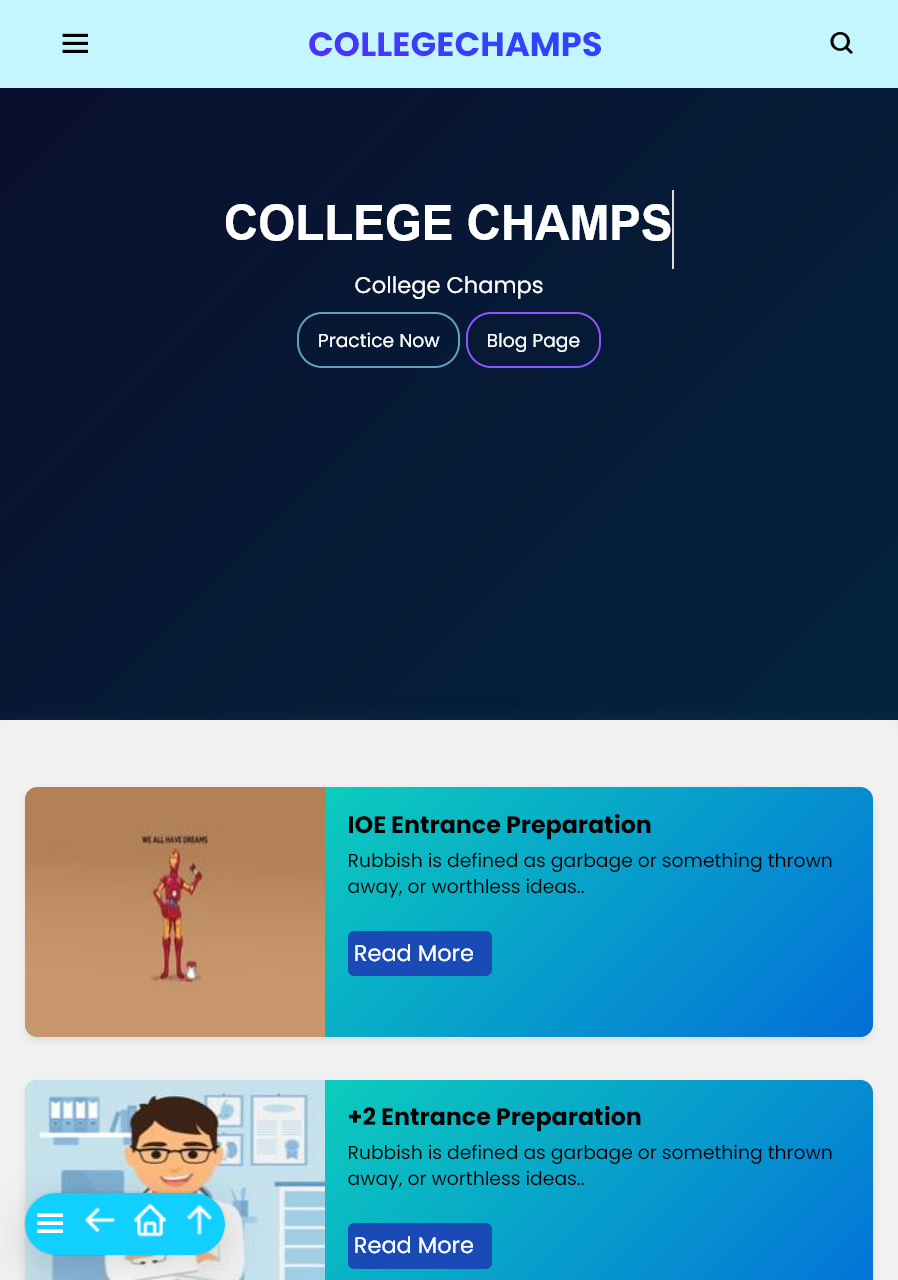 COLLEGECHAMPS
COLLEGE CHAMPS
College Champs
Practice Now
Blog Page
WE ALL HAVE DREAMS
IOE Entrance Preparation
Rubbish is defined as garbage or something thrown
away, or worthless ideas..
Read More
+2 Entrance Preparation
Rubbish is defined as garbage or something thrown
away, or worthless ideas..
Read More